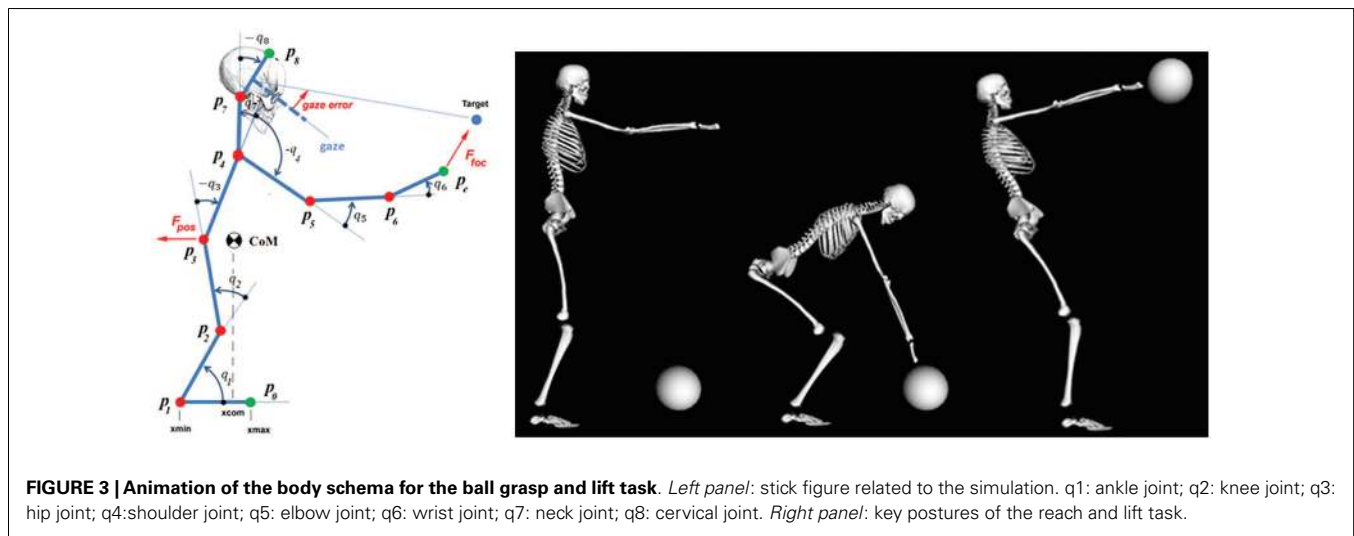 −q8
p8
p7
q7
gaze error
Target
gaze
p4
-q4
Ffoc
−q3
q6
pe
p5
q5
p6
Fpos
CoM
p3
q2
p2
q1
p1
p0
xcom
xmin
xmax
FIGURE 3 | Animation of the body schema for the ball grasp and lift task. Left panel: stick figure related to the simulation. q1: ankle joint; q2: knee joint; q3:
hip joint; q4:shoulder joint; q5: elbow joint; q6: wrist joint; q7: neck joint; q8: cervical joint. Right panel: key postures of the reach and lift task.